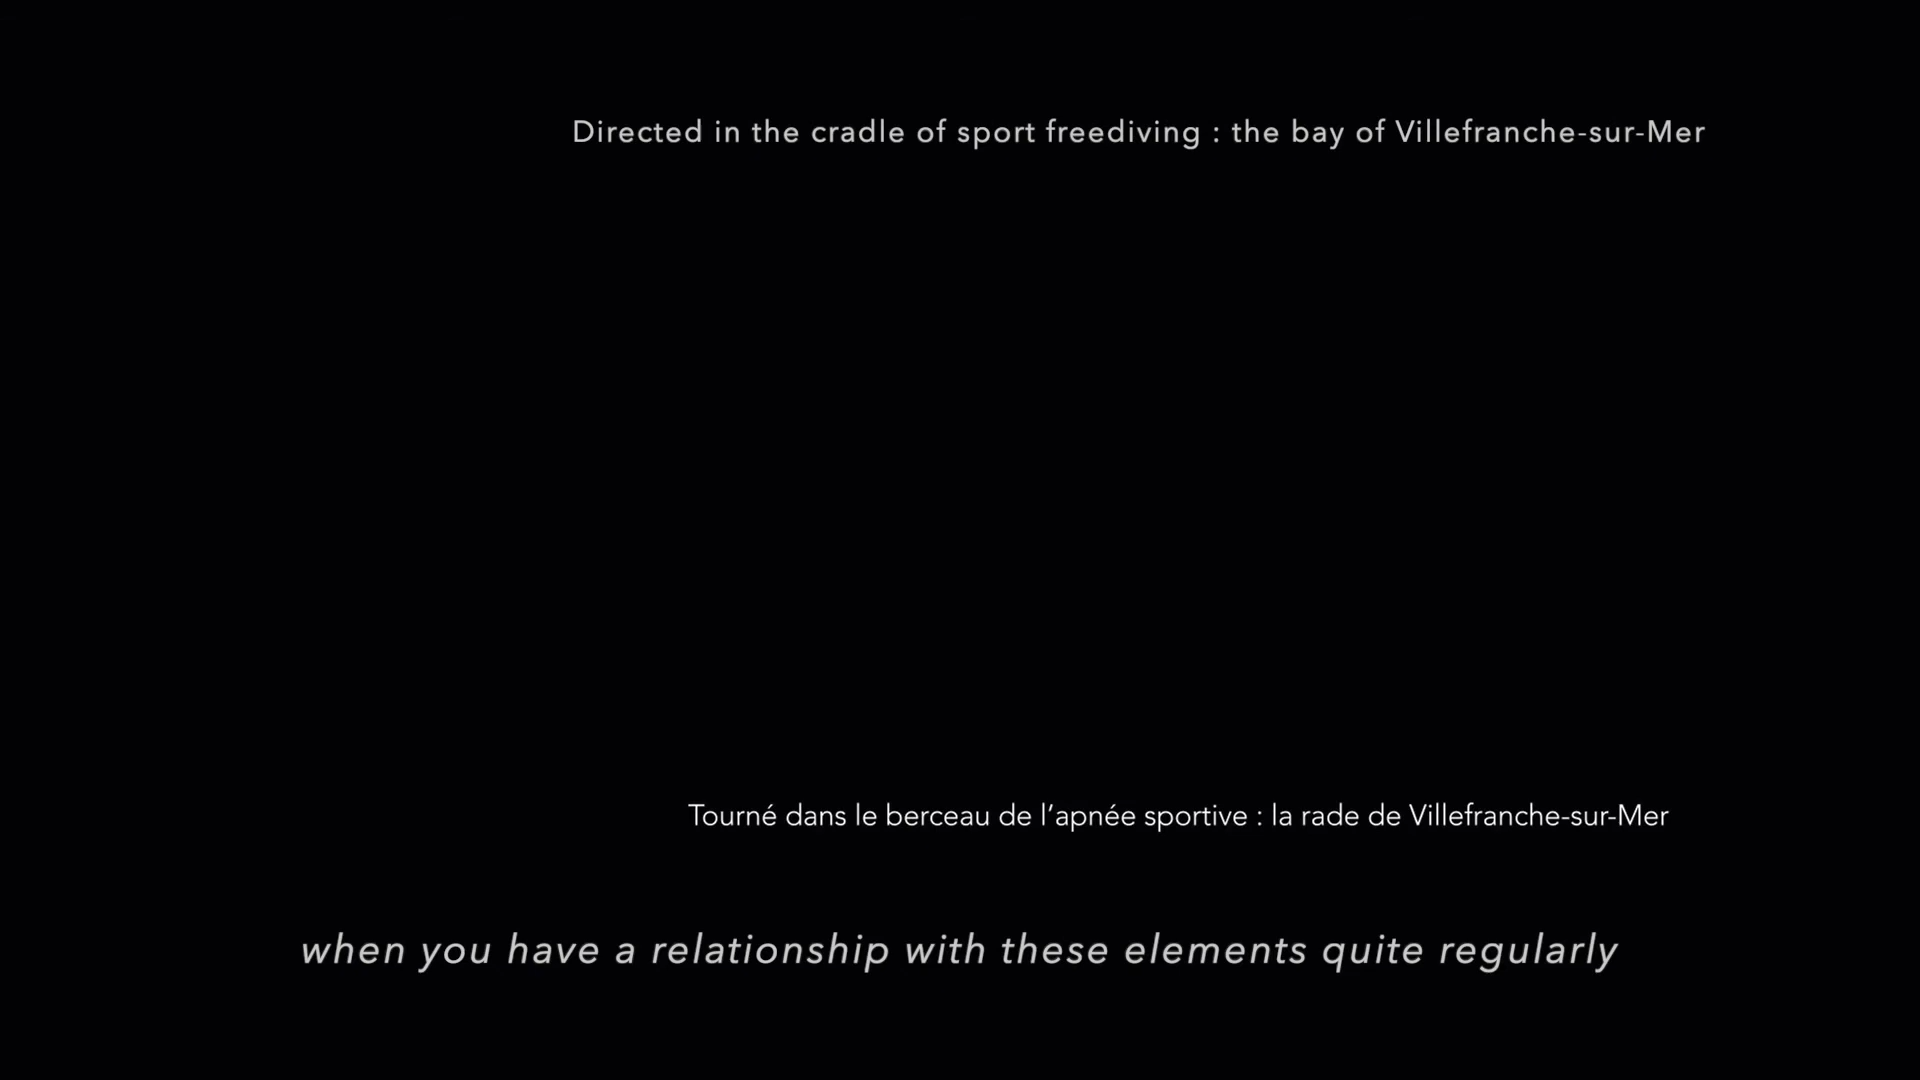 Directed in the cradle of sport freediving : the bay of Villefranche-sur-Mer
Tourné dans le berceau de l’apnée sportive : la rade de Villefranche-sur-Mer
when you have a relationship with these elements quite regularly